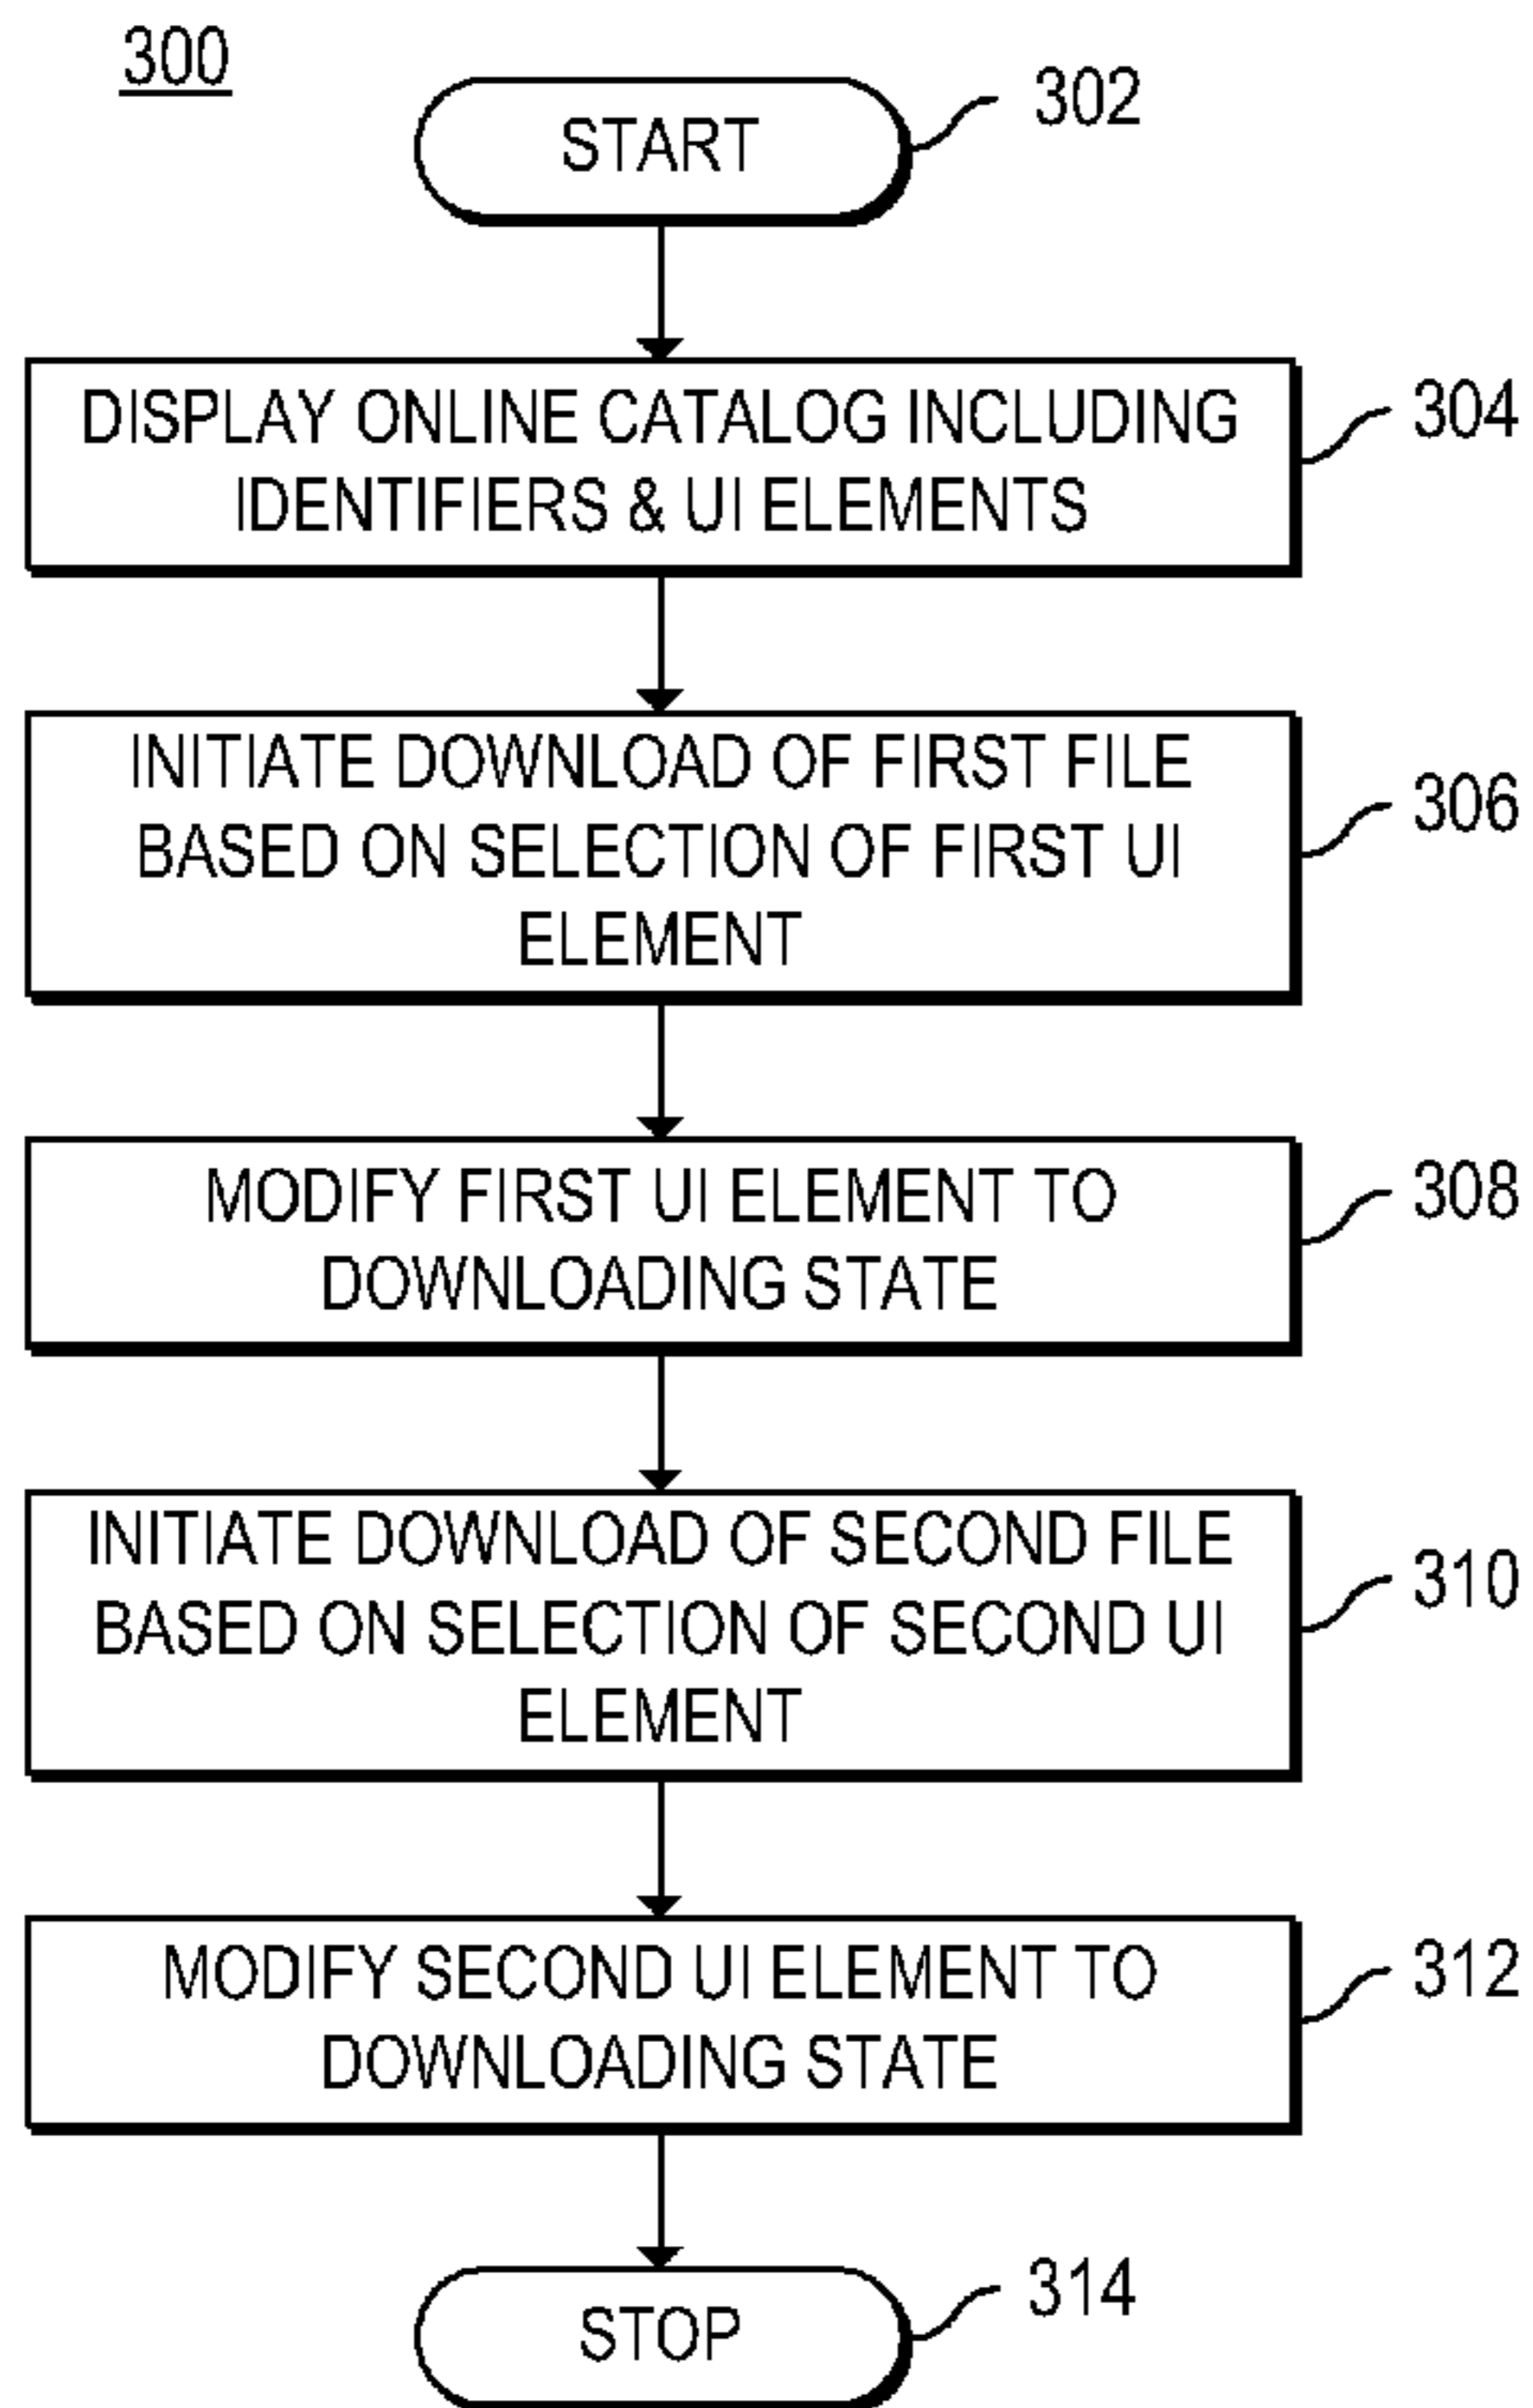 300
START
302
DISPLAY ONLINE CATALOG INCLUDING
IDENTIFIERS & UI ELEMENTS
304
INITIATE DOWNLOAD OF FIRST FILE
BASED ON SELECTION OF FIRST UI
ELEMENT
306
MODIFY FIRST UI ELEMENT TO
DOWNLOADING STATE
308
INITIATE DOWNLOAD OF SECOND FILE
BASED ON SELECTION OF SECOND UI
ELEMENT
310
MODIFY SECOND UI ELEMENT TO
DOWNLOADING STATE
312
STOP
314